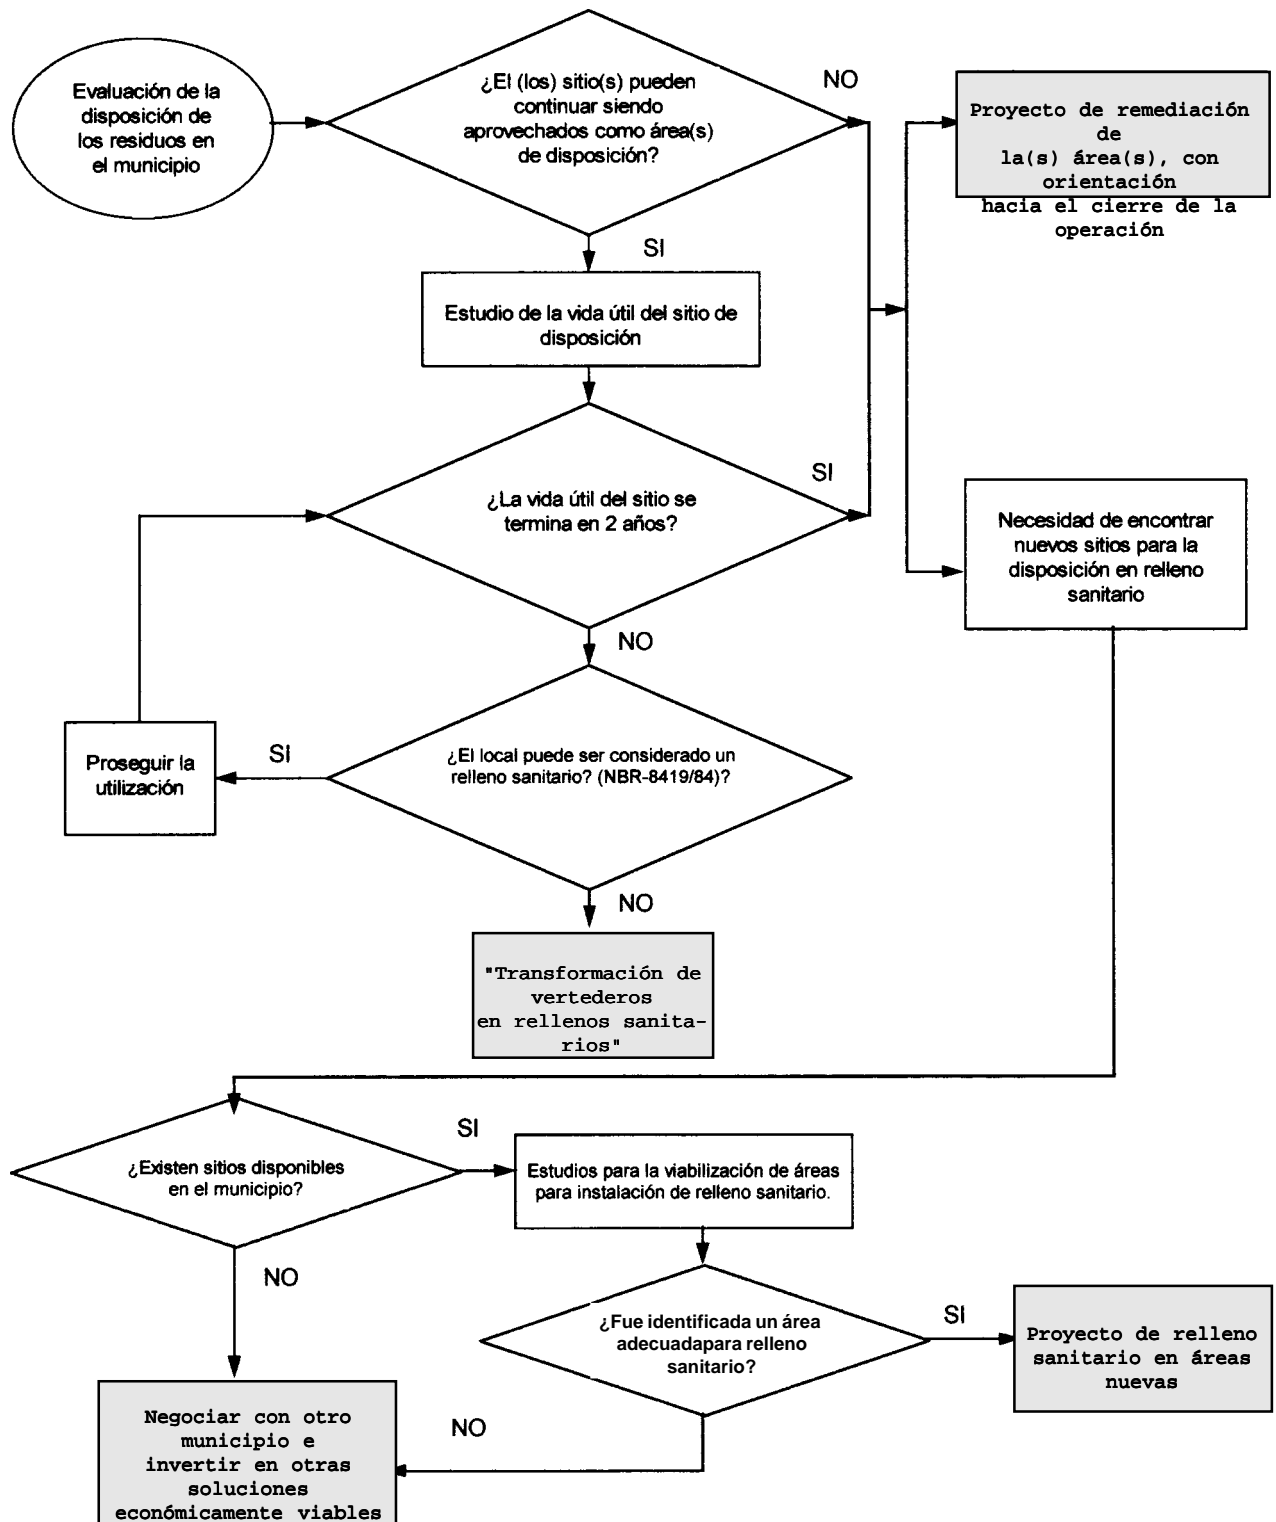 Evaluación de la
disposición de
los residuos en
el municipio
¿El (los) sitio(s) pueden
continuar siendo
aprovechados como área(s)
de disposición?
NO
Proyecto de remediación
de
la(s) área(s), con
orientación
hacia el cierre de la
operación
SI
Estudio de la vida útil del sitio de
disposición
¿La vida útil del sitio se
termina en 2 años?
SI
Necesidad de encontrar
nuevos sitios para la
disposición en relleno
sanitario
NO
¿El local puede ser considerado un
relleno sanitario? (NBR-8419/84)?
SI
Proseguir la
utilización
NO
"Transformación de
vertederos
en rellenos sanita-
rios"
¿Existen sitios disponibles
en el municipio?
SI
Estudios para la viabilización de áreas
para instalación de relleno sanitario.
NO
¿Fue identificada un área
adecuadapara relleno
sanitario?
SI
Proyecto de relleno
sanitario en áreas
nuevas
NO
Negociar con otro
municipio e
invertir en otras
soluciones
económicamente viables